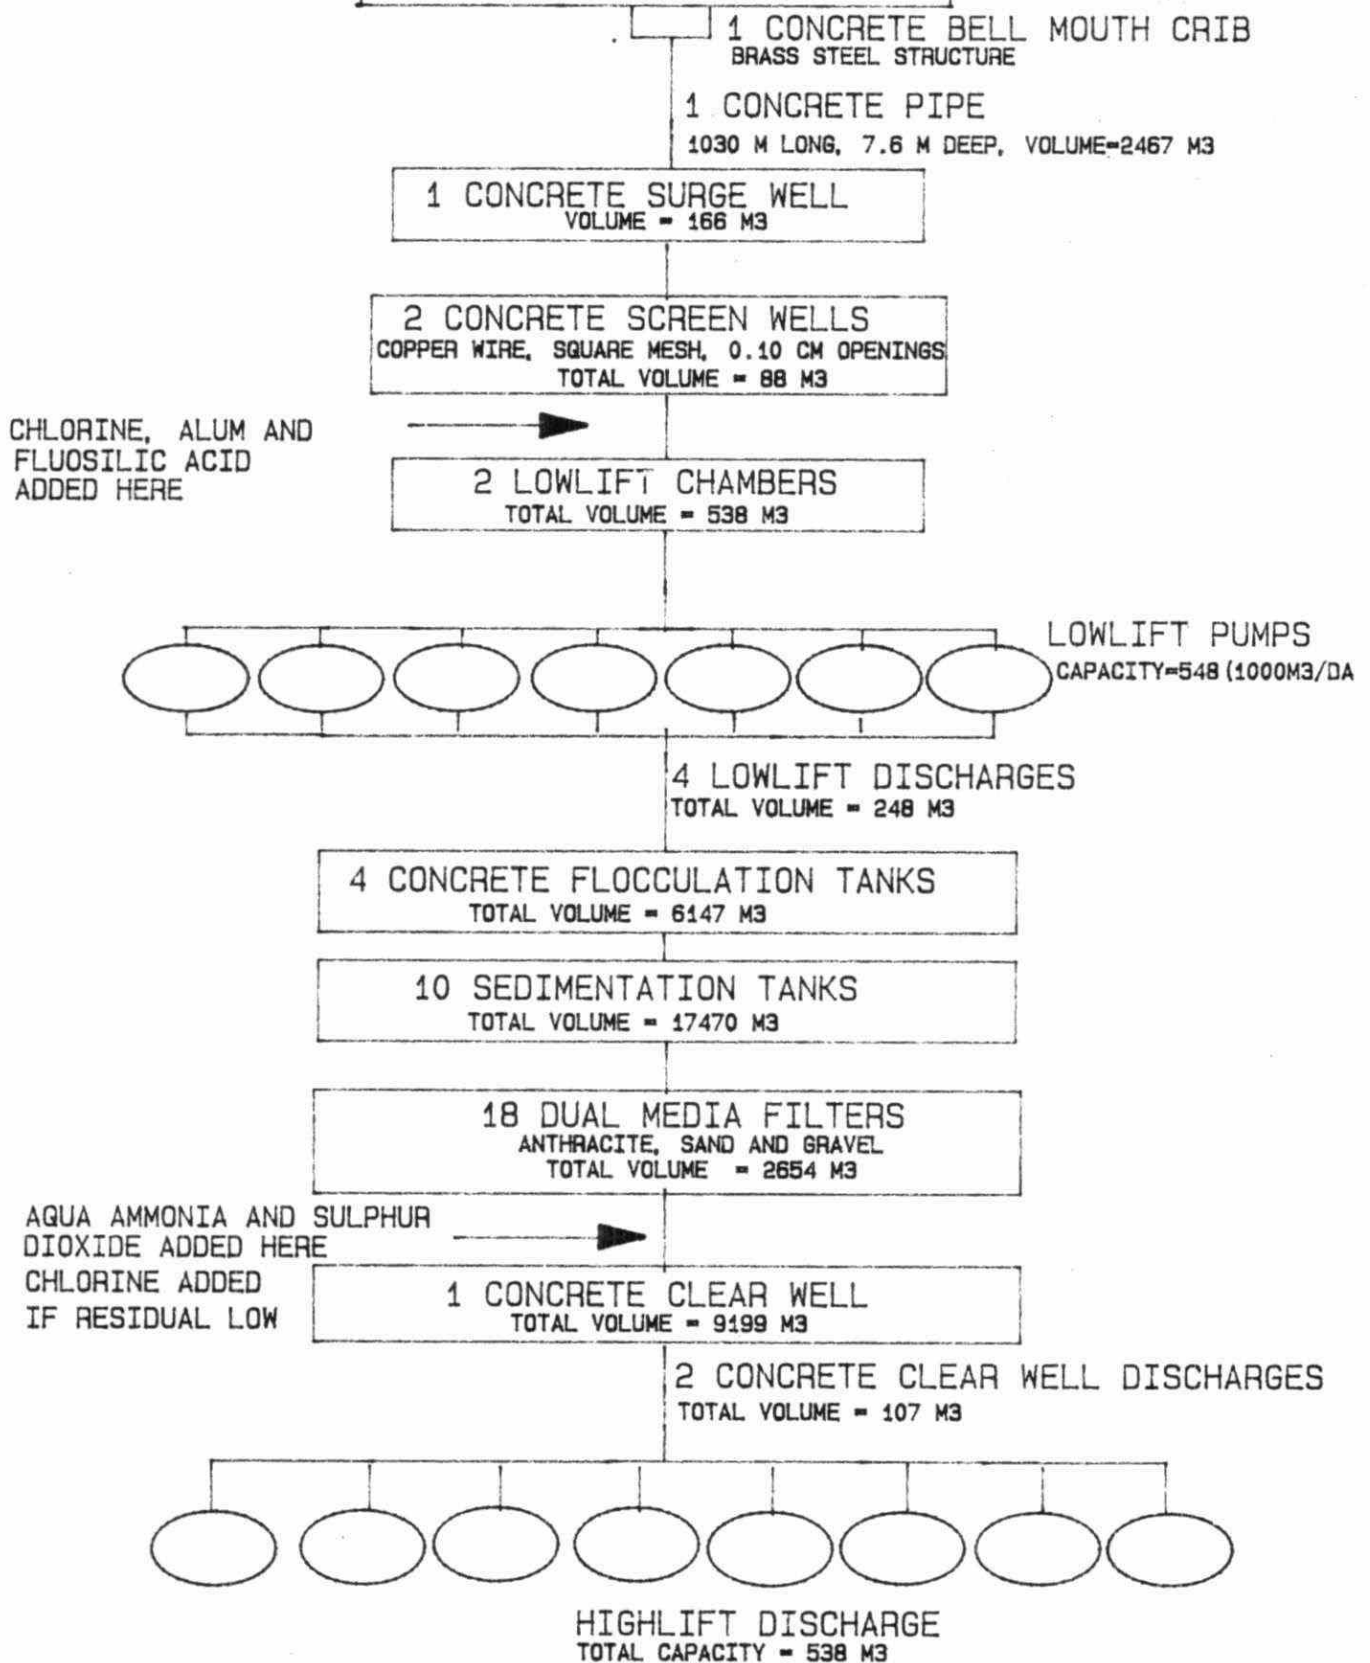 1 CONCRETE BELL MOUTH CRIB
BRASS STEEL STRUCTURE
1 CONCRETE PIPE
1030 M LONG, 7.6 M DEEP, VOLUME=2467 M3
1 CONCRETE SURGE WELL
VOLUME = 166 M3
2 CONCRETE SCREEN WELLS
COPPER WIRE, SQUARE MESH, 0.10 CM OPENINGS
TOTAL VOLUME = 88 M3
CHLORINE, ALUM AND
FLUOSILIC ACID
ADDED HERE
2 LOWLIFT CHAMBERS
TOTAL VOLUME = 538 M3
LOWLIFT PUMPS
CAPACITY=548 (1000M3/DA
4 LOWLIFT DISCHARGES
TOTAL VOLUME = 248 M3
4 CONCRETE FLOCCULATION TANKS
TOTAL VOLUME = 6147 M3
10 SEDIMENTATION TANKS
TOTAL VOLUME = 17470 M3
18 DUAL MEDIA FILTERS
ANTHRACITE, SAND AND GRAVEL
TOTAL VOLUME = 2654 M3
AQUA AMMONIA AND SULPHUR
DIOXIDE ADDED HERE
CHLORINE ADDED
IF RESIDUAL LOW
1 CONCRETE CLEAR WELL
TOTAL VOLUME = 9199 M3
2 CONCRETE CLEAR WELL DISCHARGES
TOTAL VOLUME = 107 M3
HIGHLIFT DISCHARGE
TOTAL CAPACITY = 538 M3